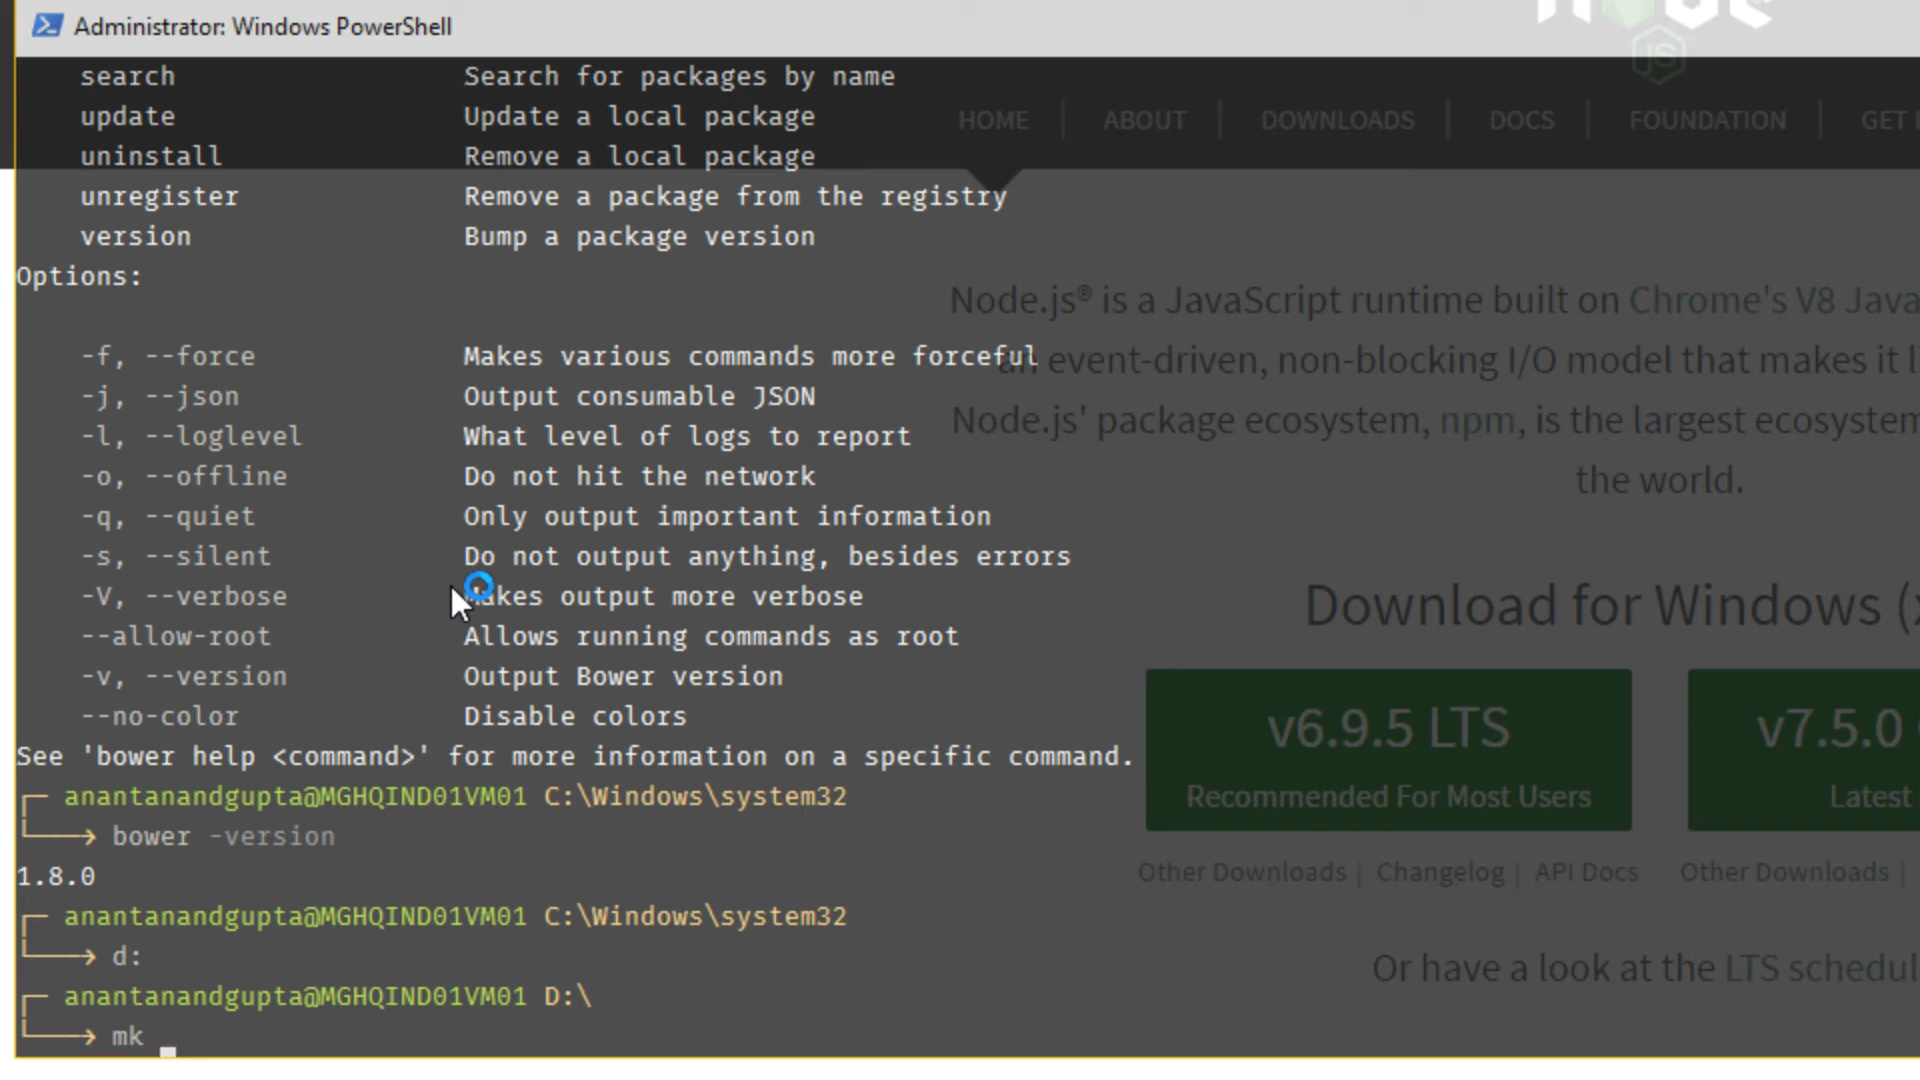 Administrator: Windows PowerShell
search Search for packages by name
update Update a local package
uninstall Remove a local package
unregister Remove a package from the registry
version Bump a package version
Options:
-f, --force Makes various commands more forceful
-j, --json Output consumable JSON
-l, --loglevel What level of logs to report
-o, --offline Do not hit the network
-q, --quiet Only output important information
-s, --silent Do not output anything, besides errors
-V, --verbose Makes output more verbose
--allow-root Allows running commands as root
-v, --version Output Bower version
--no-color Disable colors
See 'bower help <command>' for more information on a specific command.
anantanandgupta@MGHQIND01VM01 C:\Windows\system32
bower -version
1.8.0
anantanandgupta@MGHQIND01VM01 C:\Windows\system32
d:
anantanandgupta@MGHQIND01VM01 D:\
mk
JS
HOME | ABOUT | DOWNLOADS | DOCS | FOUNDATION | GET
Node.js® is a JavaScript runtime built on Chrome's V8
an event-driven, non-blocking I/O model that makes it
Node.js' package ecosystem, npm, is the largest ecosystem
the world.
Download for Windows
v6.9.5 LTS
Recommended For Most Users
Other Downloads | Changelog | API Docs
v7.5.0
Latest
Other Downloads |
Or have a look at the LTS